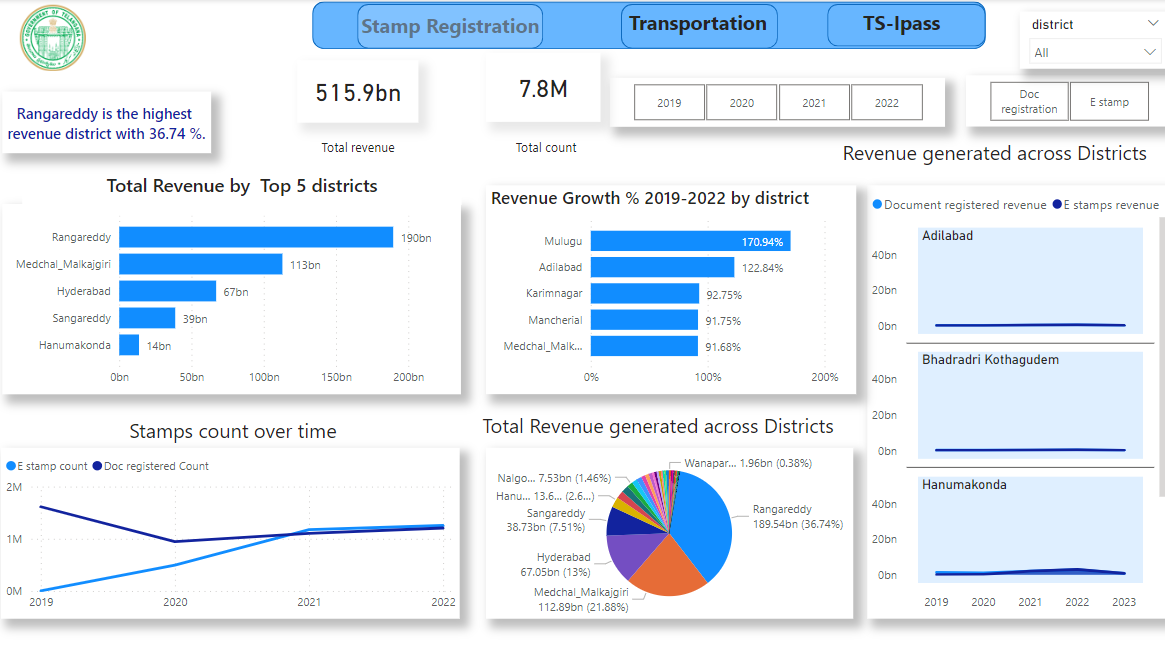 GOVERNMENT OF TELANGANA
Stamp Registration
Transportation
TS-Ipass
district
All
Rangareddy is the highest
revenue district with 36.74 %.
515.9bn
Total revenue
7.8M
Total count
2019
2020
2021
2022
Doc
registration
E stamp
Total Revenue by Top 5 districts
Rangareddy
190bn
Medchal_Malkajgiri
113bn
Hyderabad
67bn
Sangareddy
39bn
Hanumakonda
14bn
0bn 50bn 100bn 150bn 200bn
Revenue Growth % 2019-2022 by district
Mulugu
170.94%
Adilabad
122.84%
Karimnagar
92.75%
Mancherial
91.75%
Medchal_Malk...
91.68%
0% 100% 200%
Revenue generated across Districts
Document registered revenue
E stamps revenue
Adilabad
40bn
20bn
0bn
Bhadradri Kothagudem
40bn
20bn
0bn
Hanumakonda
40bn
20bn
0bn
2019 2020 2021 2022 2023
Stamps count over time
E stamp count
Doc registered Count
2M
1M
0M
2019 2020 2021 2022
Total Revenue generated across Districts
Wanapar... 1.96bn (0.38%)
Nalgo... 7.53bn (1.46%)
Hanu... 13.6... (2.6...)
Sangareddy
38.73bn (7.51%)
Hyderabad
67.05bn (13%)
Medchal_Malkajgiri
112.89bn (21.88%)
Rangareddy
189.54bn (36.74%)